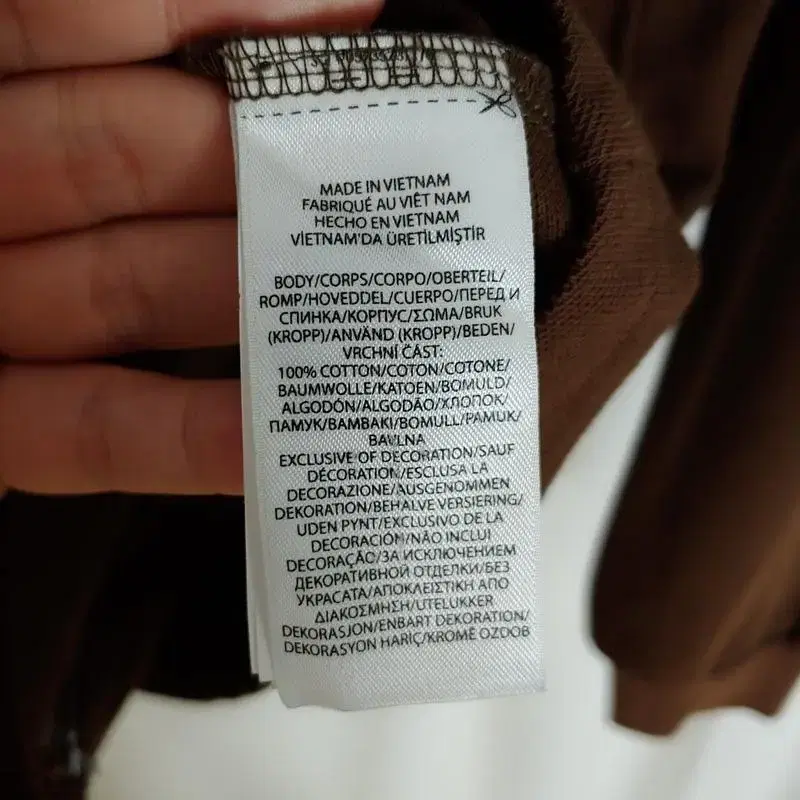 MADE IN VIETNAM
FABRIQUÉ AU VIÊT NAM
HECHO EN VIETNAM
VİETNAM'DA ÜRETİLMİŞTİR
BODY/CORPS/CORPO/OBERTEIL/
ROMP/HOVEDDEL/CUERPO/ПЕРЕД И
СПИНКА/КОРПУС/ΣΩΜΑ/BRUK
(KROPP)/ANVÄND (KROPP)/BEDEN/
VRCHNÍ ČÁST:
100% COTTON/COTON/COTONE/
BAUMWOLLE/KATOEN/BOMULD/
ALGODÓN/ALGODÃO/ХЛОПОК/
ПАМУК/BAMBAKI/BOMULL/PAMUK/
BAVLNA
EXCLUSIVE OF DECORATION/SAUF
DÉCORATION/ESCLUSA LA
DECORAZIONE/AUSGENOMMEN
DEKORATION/BEHALVE VERSIERING/
UDEN PYNT/EXCLUSIVO DE LA
DECORACIÓN/NÃO INCLUI
DECORAÇÃO/ЗА ИСКЛЮЧЕНИЕМ
ДЕКОРАТИВНОЙ ОТДЕЛКИ/БЕЗ
УКРАСАТА/ΑΠΟΚΛΕΙΣΤΙΚΗ ΑΠΟ
ΔΙΑΚΟΣΜΗΣΗ/UTELUKKER
DEKORASJON/ENBART DEKORATION/
DEKORASYON HARİÇ/KROMĚ OZDOB